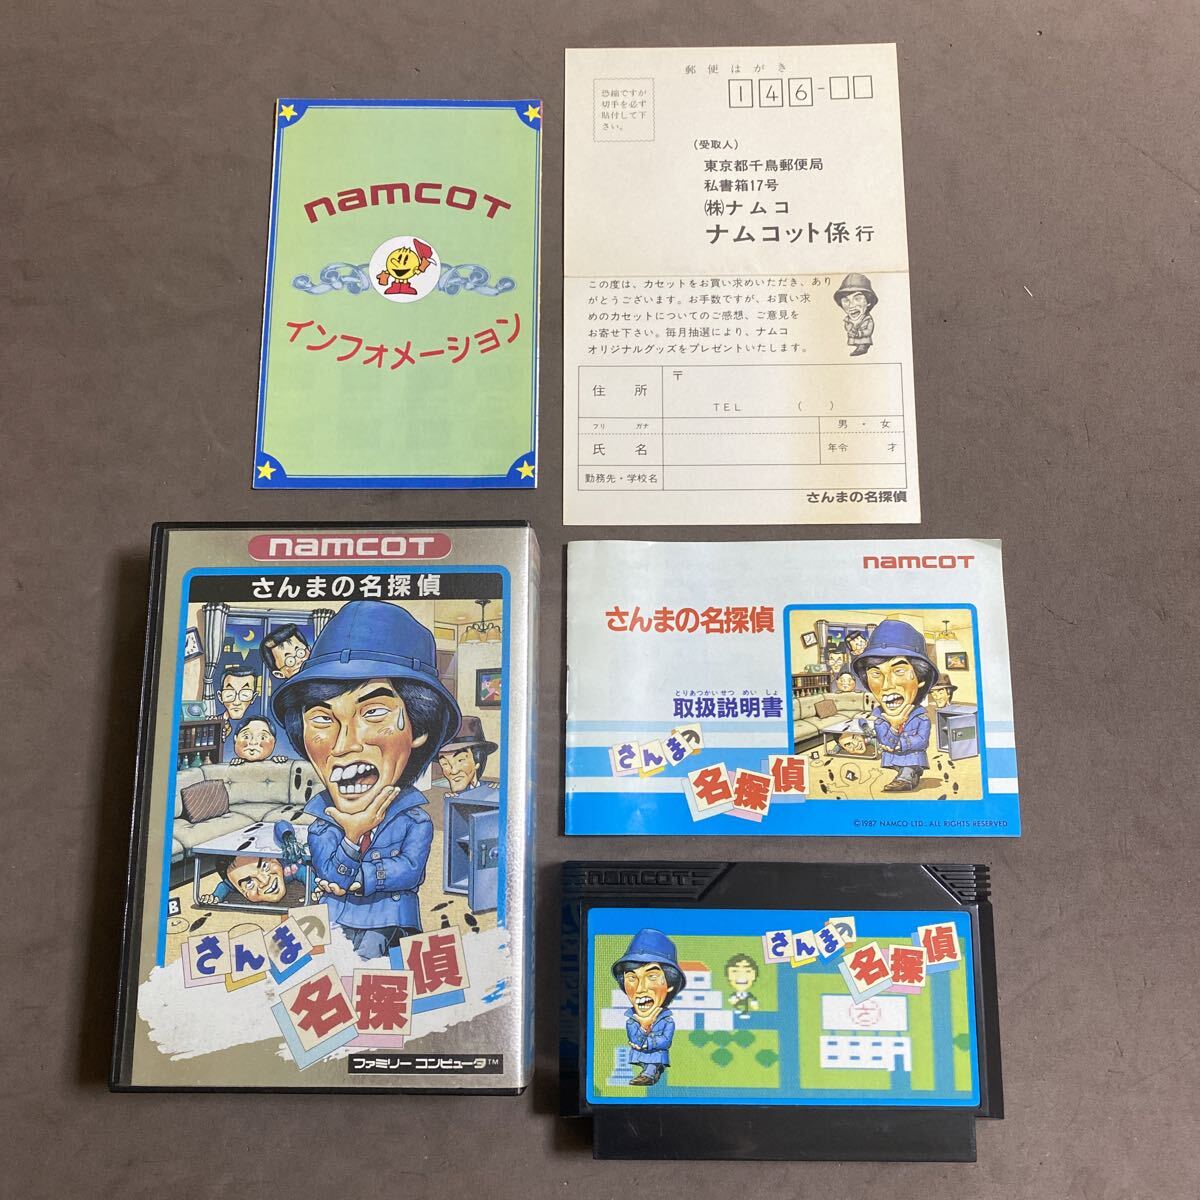 namcoT
インフォメーション
郵便はがき
恐縮ですが
切手を必ず
貼付して下
さい。
146-
(受取人)
東京都千鳥郵便局
私書箱17号
㈱ナムコ
ナムコット係行
この度は、カセットをお買い求めいただき、あり
がとうございます。お手数ですが、お買い求
めのカセットについてのご感想、ご意見を
お寄せ下さい。毎月抽選により、ナムコ
オリジナルグッズをプレゼントいたします。
住所
〒
TEL ( )
フリ ガナ
氏名
男・女
年令 才
勤務先・学校名
さんまの名探偵
namcoT
さんまの名探偵
B
さんまの
名探偵
ファミリーコンピュータ™
namcoT
さんまの名探偵
とりあつかいせつめいしょ
取扱説明書
さんまの
名探偵
©1987 NAMCO LTD., ALL RIGHTS RESERVED
namcoT
さんまの
名探偵